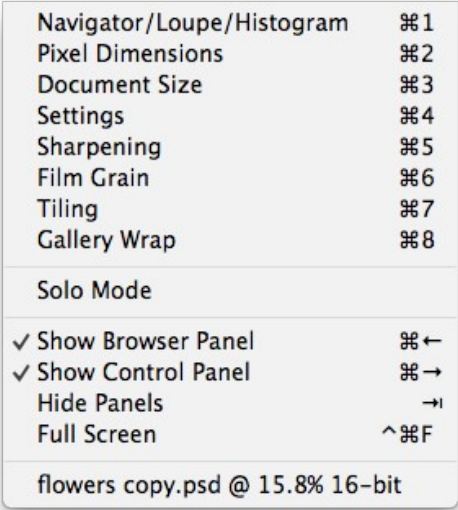 Navigator/Loupe/Histogram ⌘1
Pixel Dimensions ⌘2
Document Size ⌘3
Settings ⌘4
Sharpening ⌘5
Film Grain ⌘6
Tiling ⌘7
Gallery Wrap ⌘8
Solo Mode
✓ Show Browser Panel ⌘←
✓ Show Control Panel ⌘→
Hide Panels ⇥
Full Screen ^⌘F
flowers copy.psd @ 15.8% 16-bit